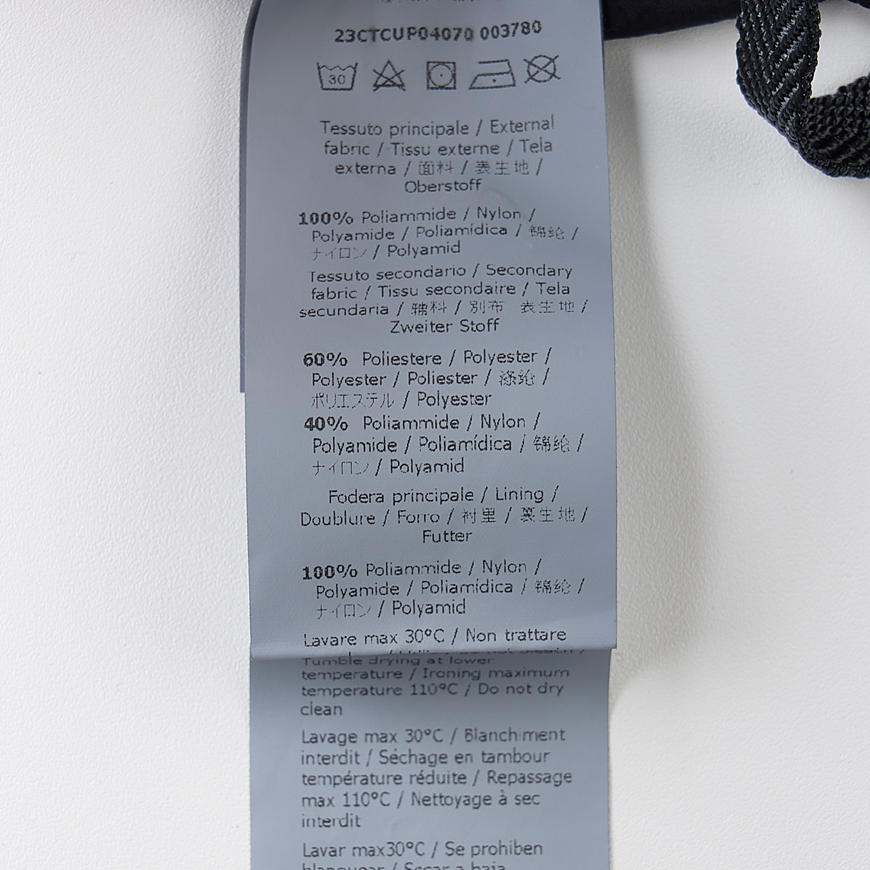 23CTCUP04070 003780
30
Tessuto principale / External
fabric / Tissu externe / Tela
externa / 面料 / 表生地 /
Oberstoff
100% Poliammide / Nylon /
Polyamide / Poliamídica / 锦纶 /
ナイロン / Polyamid
Tessuto secondario / Secondary
fabric / Tissu secondaire / Tela
secundaria / 辅料 / 別布 表生地 /
Zweiter Stoff
60% Poliestere / Polyester /
Polyester / Poliester / 涤纶 /
ポリエステル / Polyester
40% Poliammide / Nylon /
Polyamide / Poliamídica / 锦纶 /
ナイロン / Polyamid
Fodera principale / Lining /
Doublure / Forro / 衬里 / 裏生地 /
Futter
100% Poliammide / Nylon /
Polyamide / Poliamídica / 锦纶 /
ナイロン / Polyamid
Lavare max 30°C / Non trattare
Tumble drying at lower
temperature / Ironing maximum
temperature 110°C / Do not dry
clean
Lavage max 30°C / Blanchiment
interdit / Séchage en tambour
température réduite / Repassage
max 110°C / Nettoyage à sec
interdit
Lavar max30°C / Se prohiben